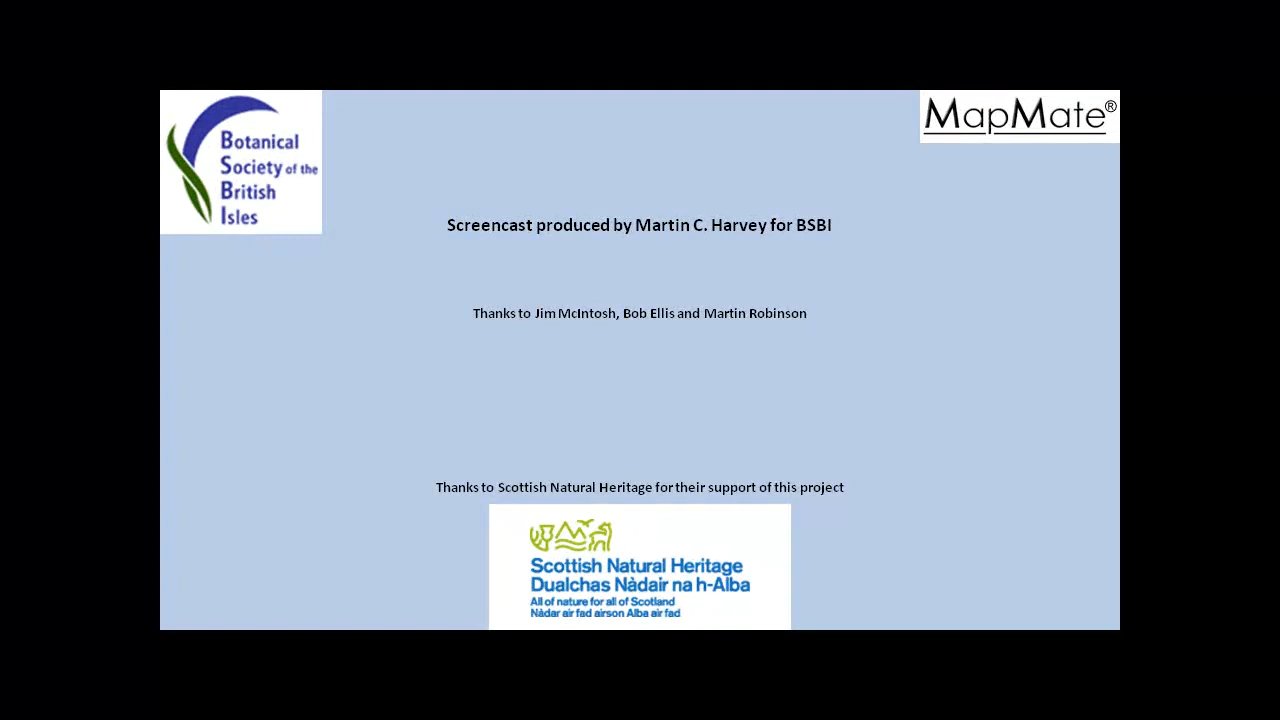 Botanical
Society of the
British
Isles
MapMate®
Screencast produced by Martin C. Harvey for BSBI
Thanks to Jim McIntosh, Bob Ellis and Martin Robinson
Thanks to Scottish Natural Heritage for their support of this project
Scottish Natural Heritage
Dualchas Nàdair na h-Alba
All of nature for all of Scotland
Nàdar air fad airson Alba air fad